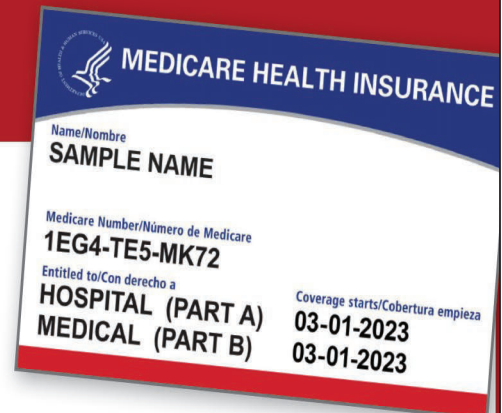 MEDICARE HEALTH INSURANCE
Name/Nombre
SAMPLE NAME
Medicare Number/Número de Medicare
1EG4-TE5-MK72
Entitled to/Con derecho a
HOSPITAL (PART A)
MEDICAL (PART B)
Coverage starts/Cobertura empieza
03-01-2023
03-01-2023